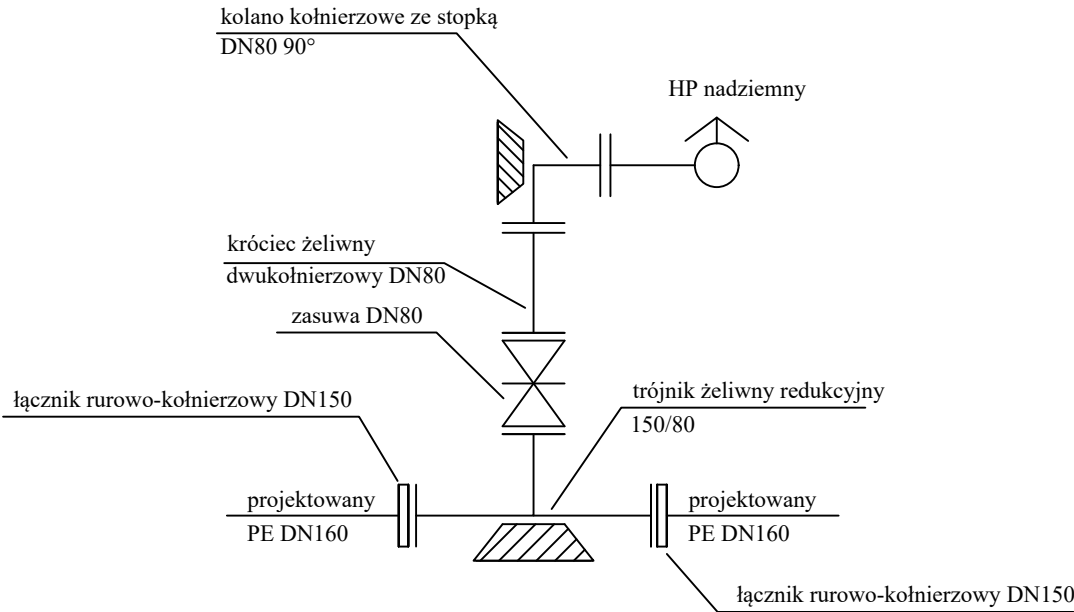 kolano kołnierzowe ze stopką
DN80 90°
HP nadziemny
króciec żeliwny
dwukołnierzowy DN80
zasuwa DN80
łącznik rurowo-kołnierzowy DN150
trójnik żeliwny redukcyjny
150/80
projektowany
PE DN160
projektowany
PE DN160
łącznik rurowo-kołnierzowy DN150